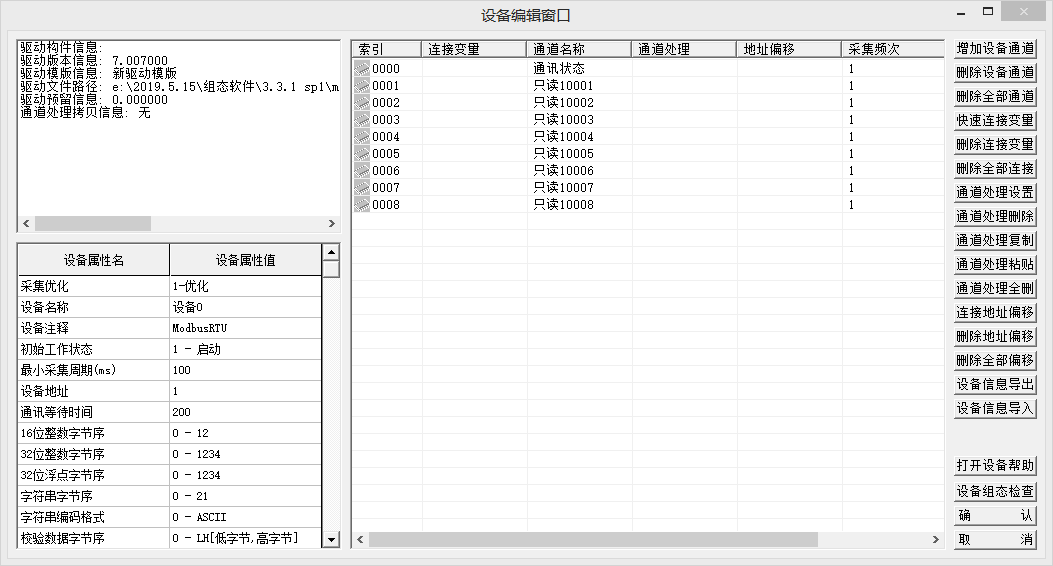 设备编辑窗口
驱动构件信息:
驱动版本信息: 7.007000
驱动模版信息: 新驱动模版
驱动文件路径: e:\2019.5.15\组态软件\3.3.1 sp1\m
驱动预留信息: 0.000000
通道处理拷贝信息: 无
设备属性名 设备属性值
采集优化 1-优化
设备名称 设备0
设备注释 ModbusRTU
初始工作状态 1 - 启动
最小采集周期(ms) 100
设备地址 1
通讯等待时间 200
16位整数字节序 0 - 12
32位整数字节序 0 - 1234
32位浮点字节序 0 - 1234
字符串字节序 0 - 21
字符串编码格式 0 - ASCII
校验数据字节序 0 - LH[低字节,高字节]
索引 连接变量 通道名称 通道处理 地址偏移 采集频次
0000 通讯状态 1
0001 只读10001 1
0002 只读10002 1
0003 只读10003 1
0004 只读10004 1
0005 只读10005 1
0006 只读10006 1
0007 只读10007 1
0008 只读10008 1
增加设备通道
删除设备通道
删除全部通道
快速连接变量
删除连接变量
删除全部连接
通道处理设置
通道处理删除
通道处理复制
通道处理粘贴
通道处理全删
连接地址偏移
删除地址偏移
删除全部偏移
设备信息导出
设备信息导入
打开设备帮助
设备组态检查
确 认
取 消